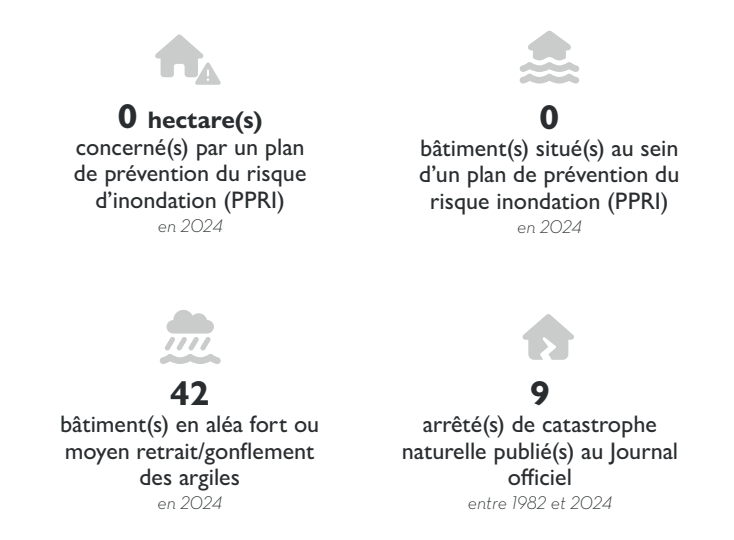 0 hectare(s)
concerné(s) par un plan
de prévention du risque
d'inondation (PPRI)
en 2024
0
bâtiment(s) situé(s) au sein
d'un plan de prévention du
risque inondation (PPRI)
en 2024
42
bâtiment(s) en aléa fort ou
moyen retrait/gonflement
des argiles
en 2024
9
arrêté(s) de catastrophe
naturelle publié(s) au Journal
officiel
entre 1982 et 2024